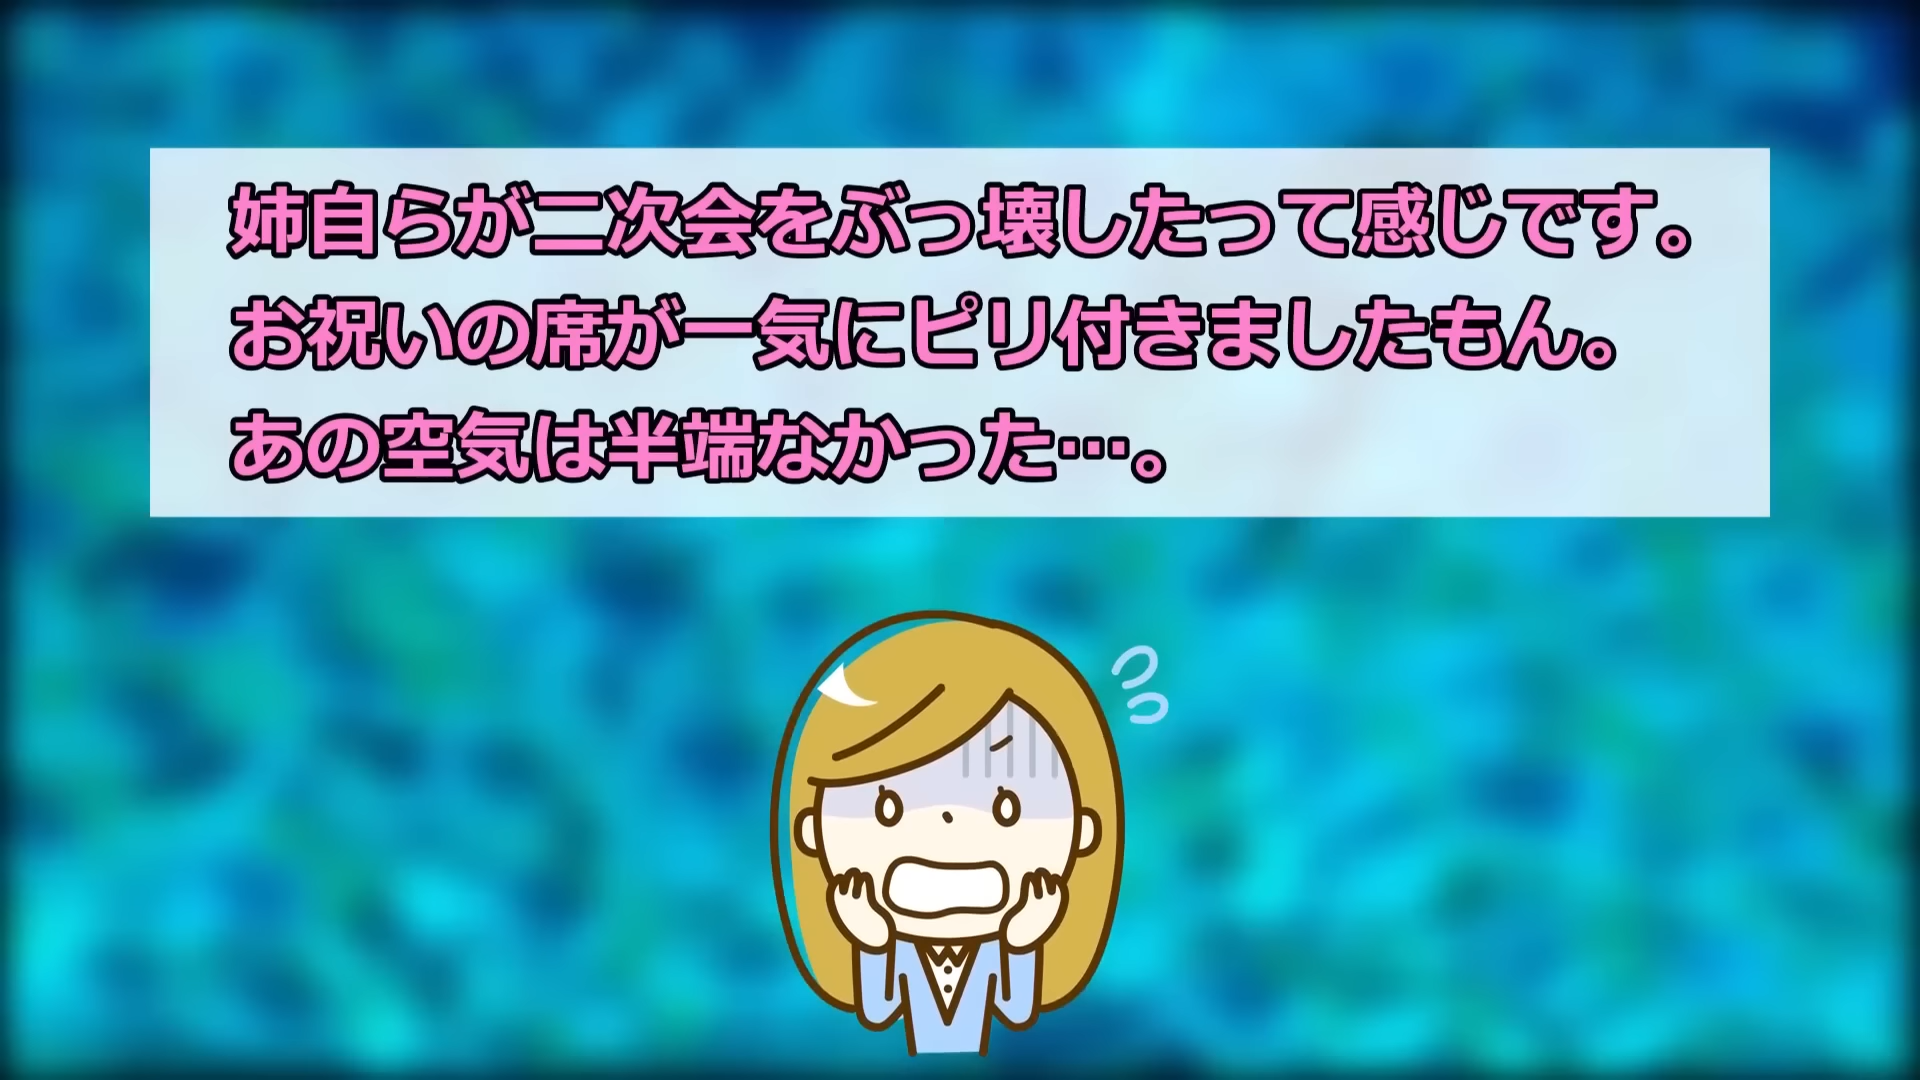 姉自らが二次会をぶっ壊したって感じです。
お祝いの席が一気にピリ付きましたもん。
あの空気は半端なかった…。